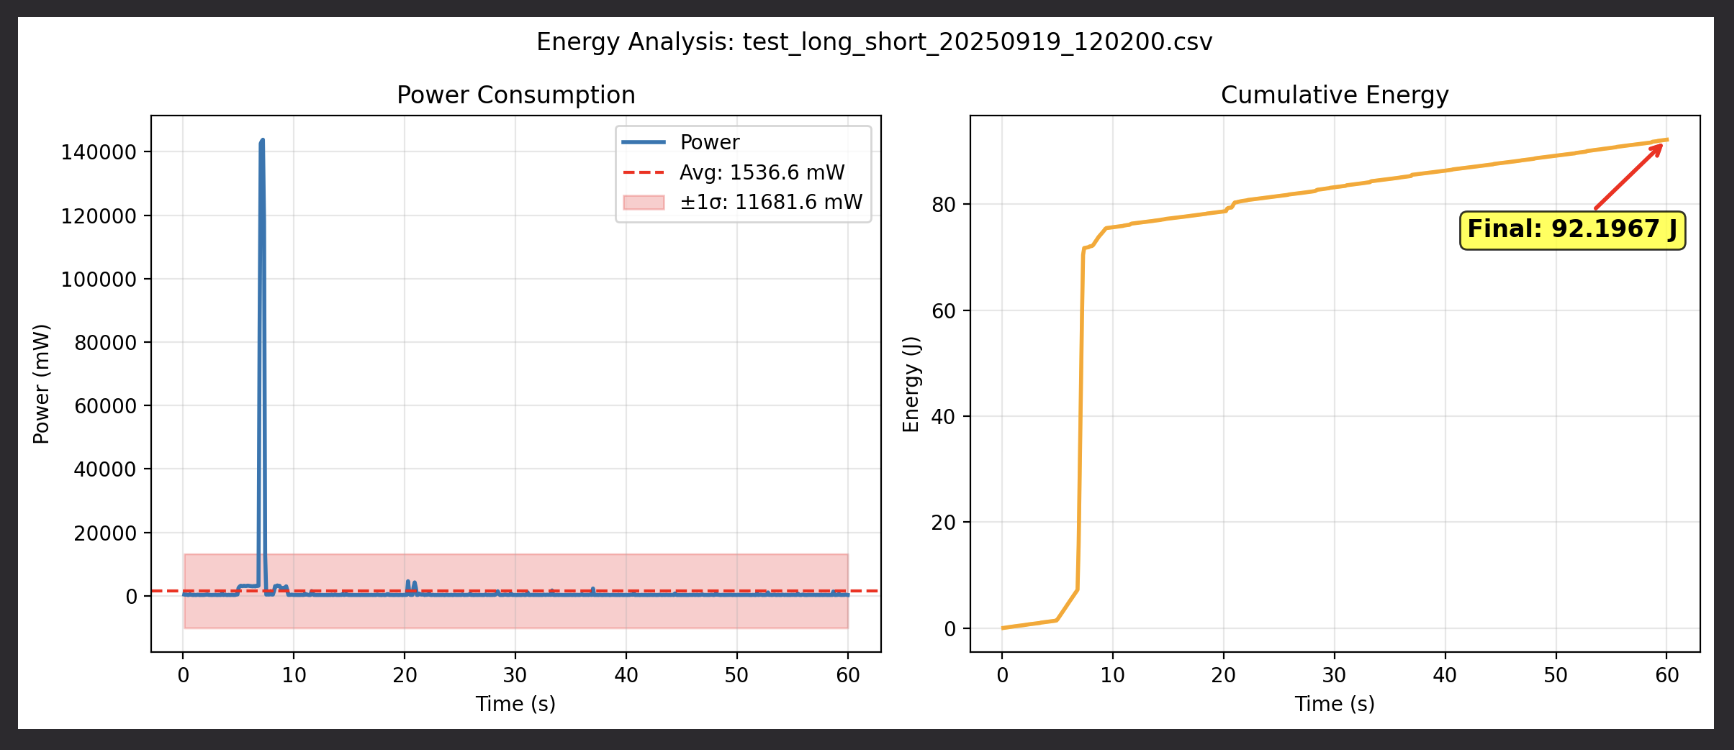 Energy Analysis: test_long_short_20250919_120200.csv
Power Consumption
Power (mW)
140000
120000
100000
80000
60000
40000
20000
0
Power
Avg: 1536.6 mW
±1σ: 11681.6 mW
0 10 20 30 40 50 60
Time (s)
Cumulative Energy
Energy (J)
80
60
40
20
0
Final: 92.1967 J
0 10 20 30 40 50 60
Time (s)